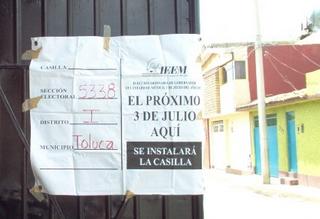 CASILLA
IEEM
SECCIÓN
ELECTORAL 5338
DISTRITO I
MUNICIPIO Toluca
EL PRÓXIMO
3 DE JULIO
AQUÍ
SE INSTALARÁ
LA CASILLA